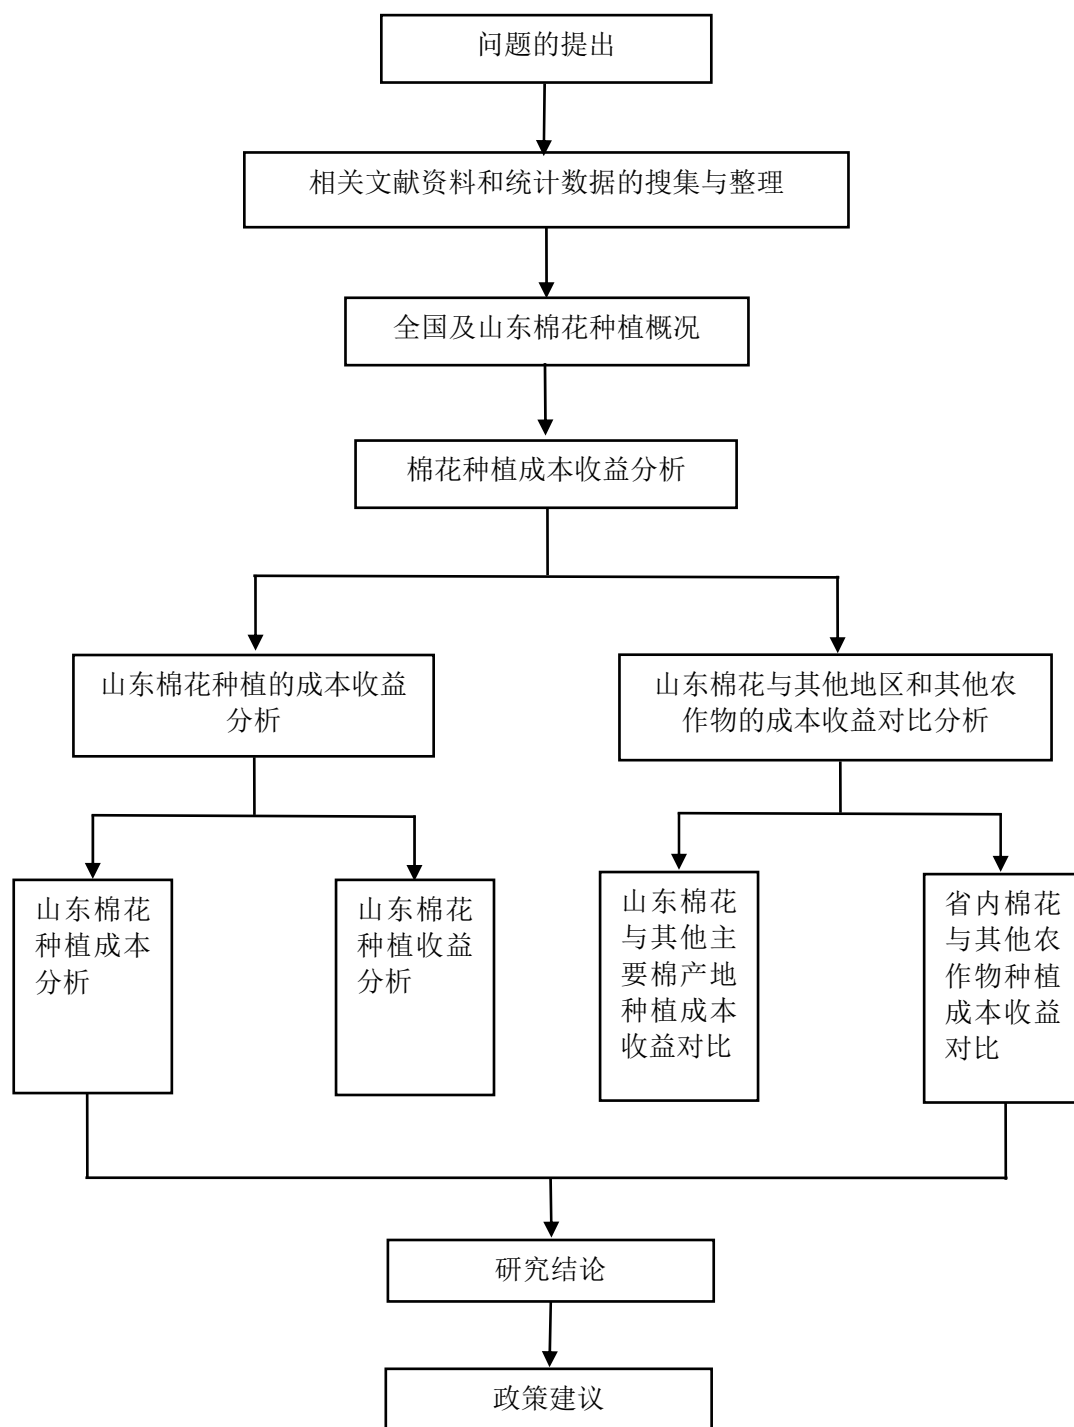 问题的提出
相关文献资料和统计数据的搜集与整理
全国及山东棉花种植概况
棉花种植成本收益分析
山东棉花种植的成本收益
分析
山东棉花与其他地区和其他农
作物的成本收益对比分析
山东棉花
种植成本
分析
山东棉花
种植收益
分析
山东棉花
与其他主
要棉产地
种植成本
收益对比
省内棉花
与其他农
作物种植
成本收益
对比
研究结论
政策建议